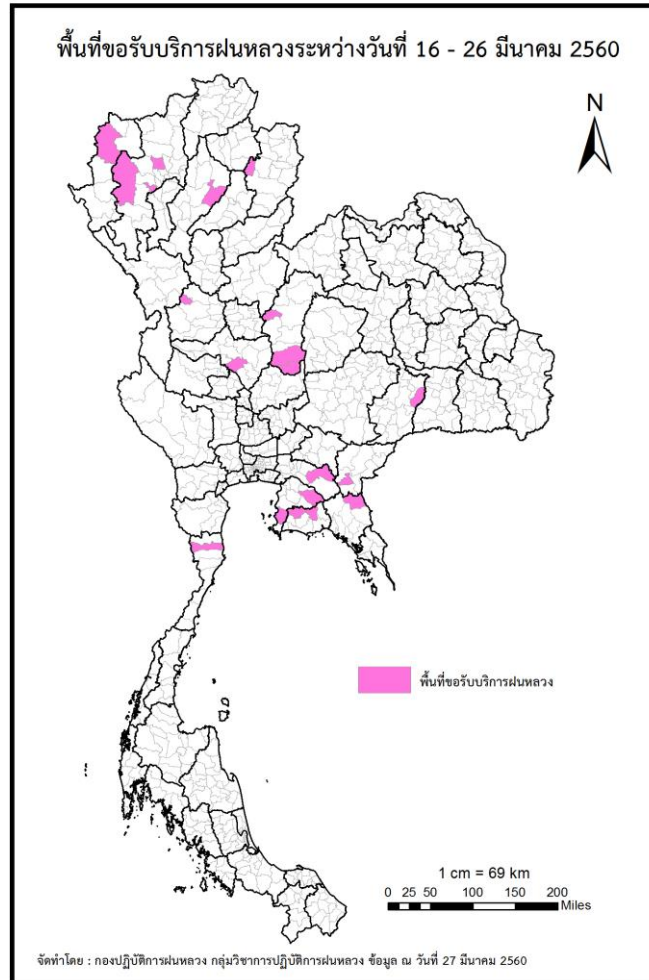 พื้นที่ขอรับบริการฝนหลวงระหว่างวันที่ 16 - 26 มีนาคม 2560
N
พื้นที่ขอรับบริการฝนหลวง
1 cm = 69 km
0 25 50 100 150 200
Miles
จัดทำโดย : กองปฏิบัติการฝนหลวง กลุ่มวิชาการปฏิบัติการฝนหลวง ข้อมูล ณ วันที่ 27 มีนาคม 2560